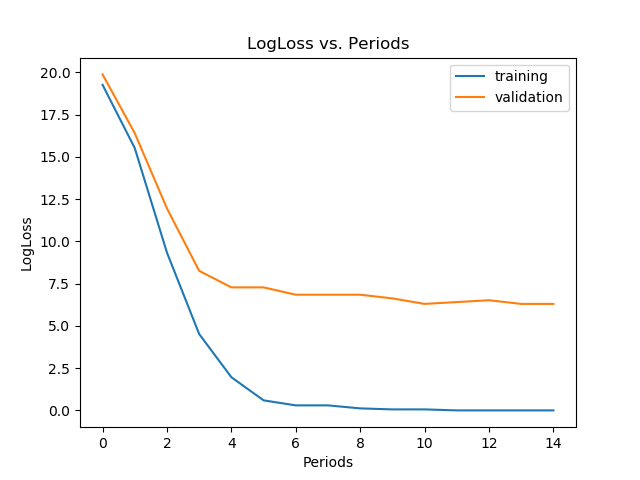 LogLoss vs. Periods
training
validation
20.0
17.5
15.0
12.5
10.0
7.5
5.0
2.5
0.0
LogLoss
0 2 4 6 8 10 12 14
Periods